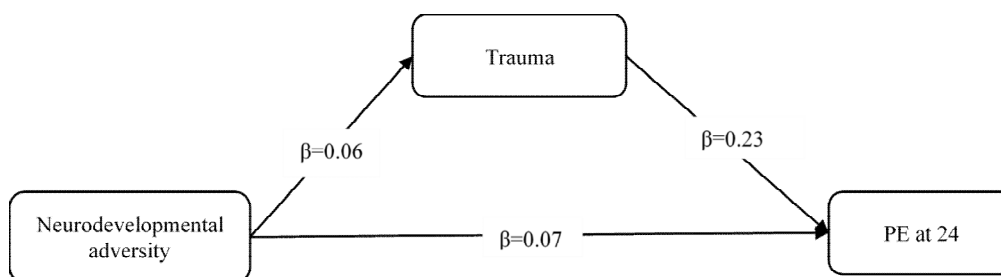 Trauma
β=0.06
β=0.23
Neurodevelopmental
adversity
β=0.07
PE at 24